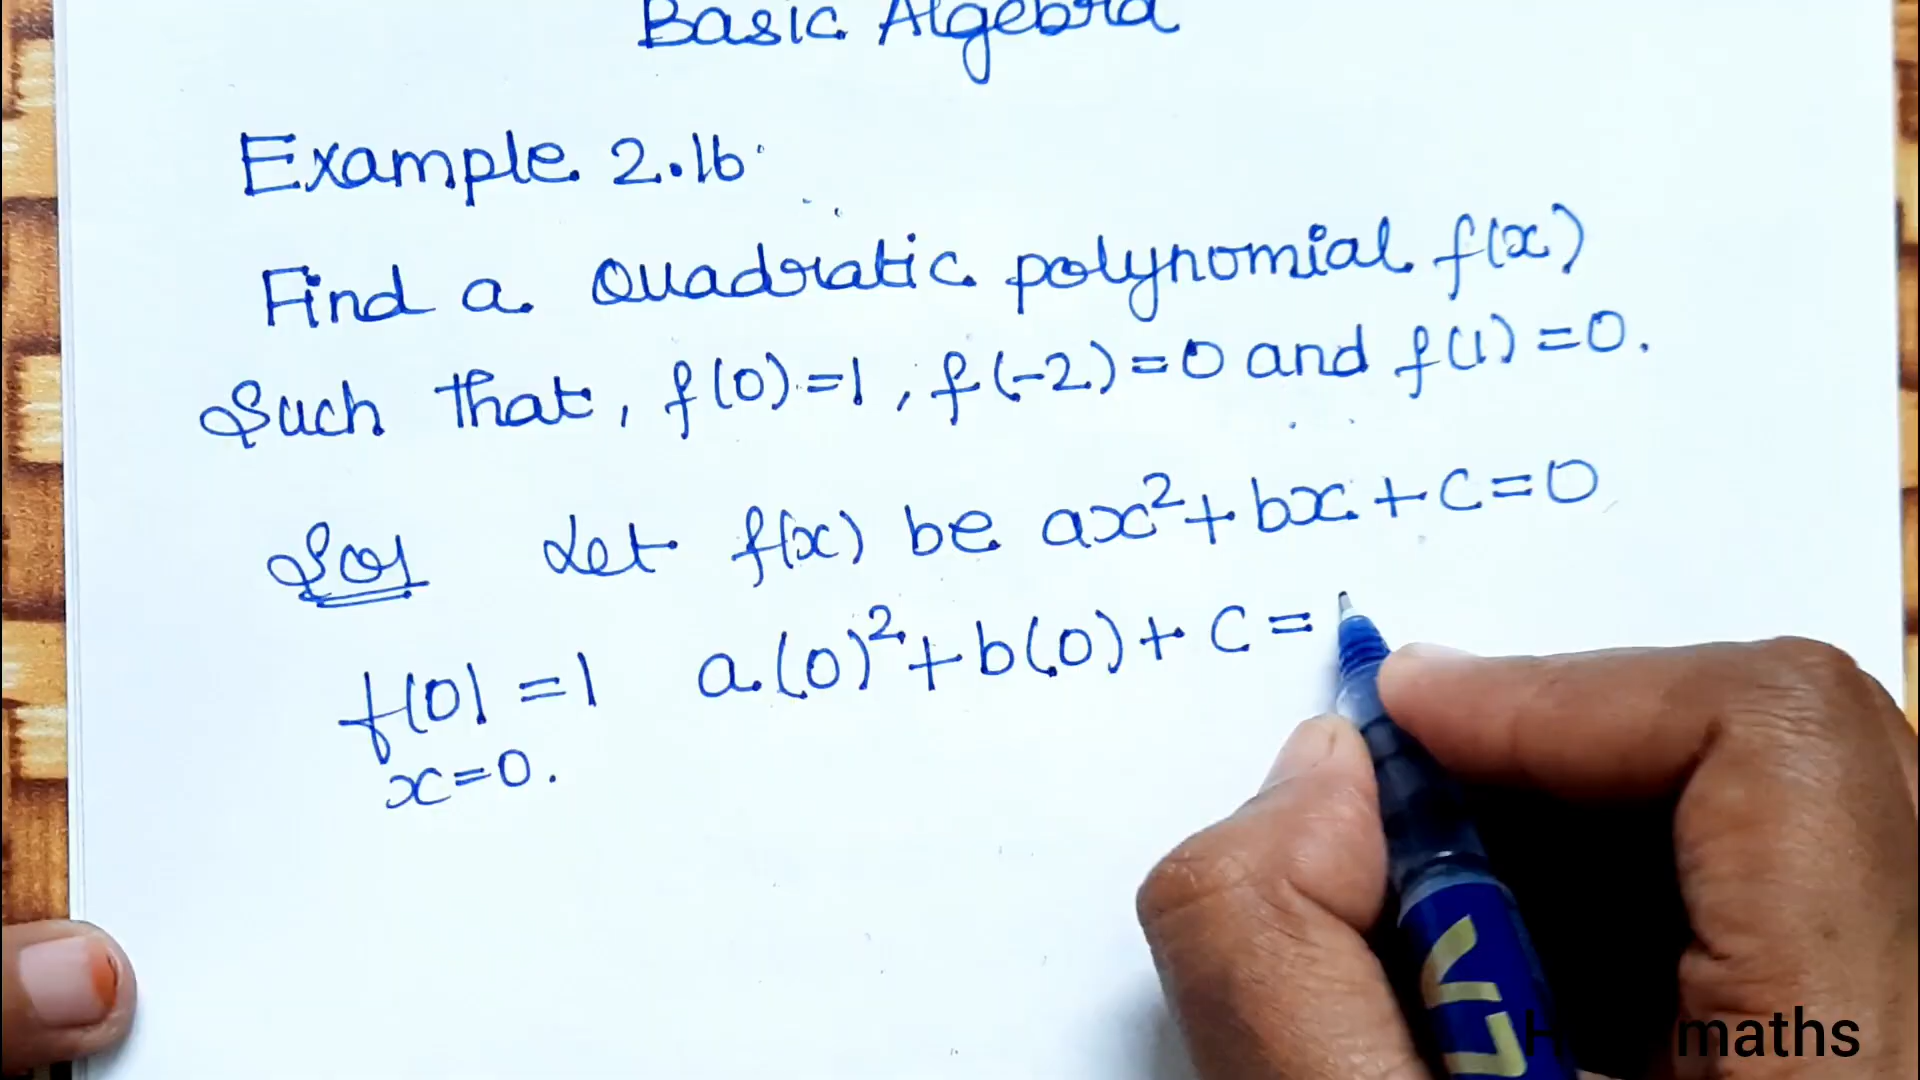 Basic Algebra
Example 2.16
Find a Quadratic polynomial f(x)
Such that, f(0)=1, f(-2)=0 and f(1)=0.
Sol Let f(x) be ax²+bx+c=0
f(0)=1 a(0)²+b(0)+c=
x=0.
V7
maths